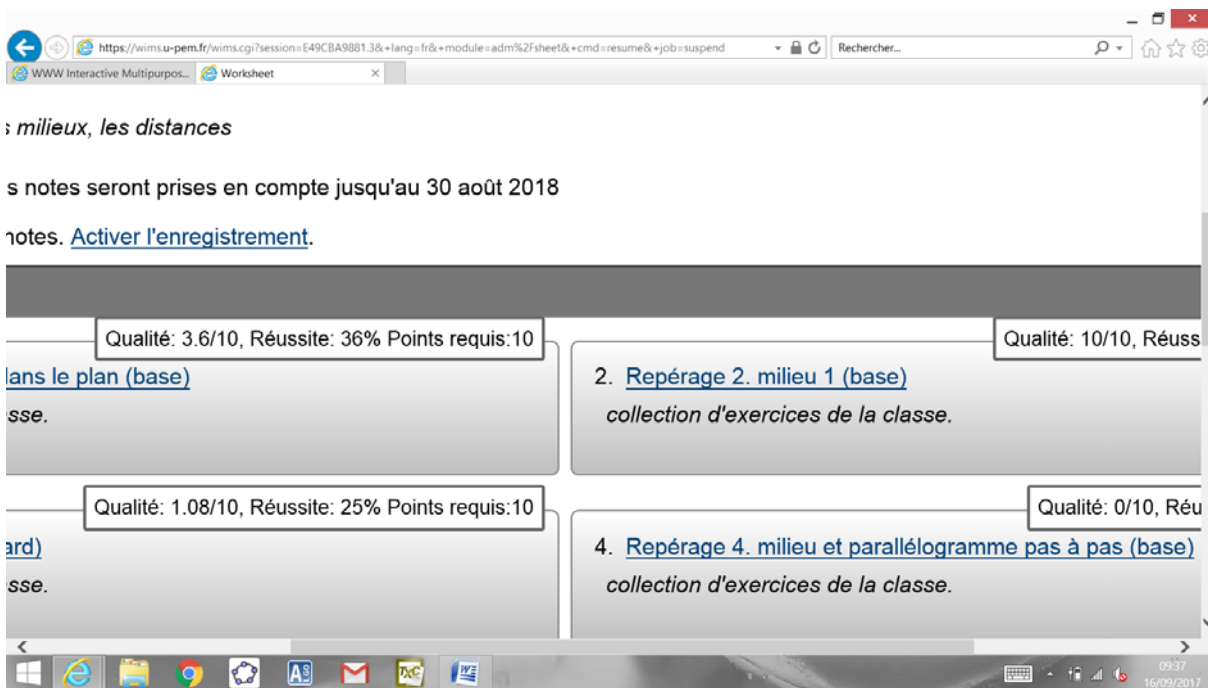 https://wims.u-pem.fr/wims.cgi?session=E49CBA9881.3&+lang=fr&+module=adm%2Fsheet&+cmd=resume&+job=suspend
Rechercher...
WWW Interactive Multipurpos...
Worksheet
s milieux, les distances
s notes seront prises en compte jusqu'au 30 août 2018
notes. Activer l'enregistrement.
Qualité: 3.6/10, Réussite: 36% Points requis:10
dans le plan (base)
sse.
Qualité: 10/10, Réuss
2. Repérage 2. milieu 1 (base)
collection d'exercices de la classe.
Qualité: 1.08/10, Réussite: 25% Points requis:10
ard)
sse.
Qualité: 0/10, Réu
4. Repérage 4. milieu et parallélogramme pas à pas (base)
collection d'exercices de la classe.
09:37
16/09/2017